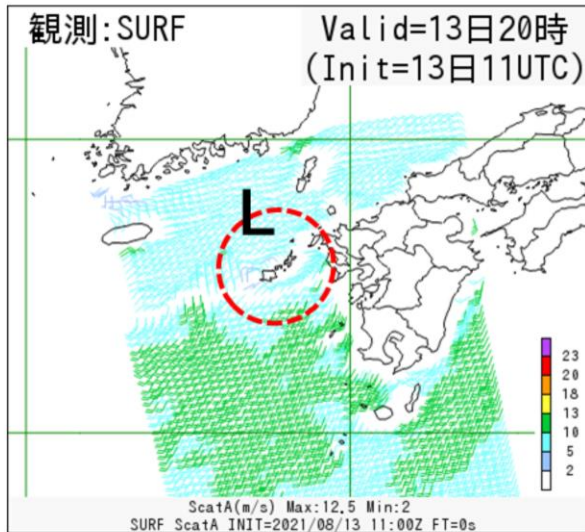 観測:SURF
Valid=13日20時
(Init=13日11UTC)
L
23
20
18
13
10
5
2
ScatA(m/s) Max:12.5 Min:2
SURF ScatA INIT=2021/08/13 11:00Z FT=0s